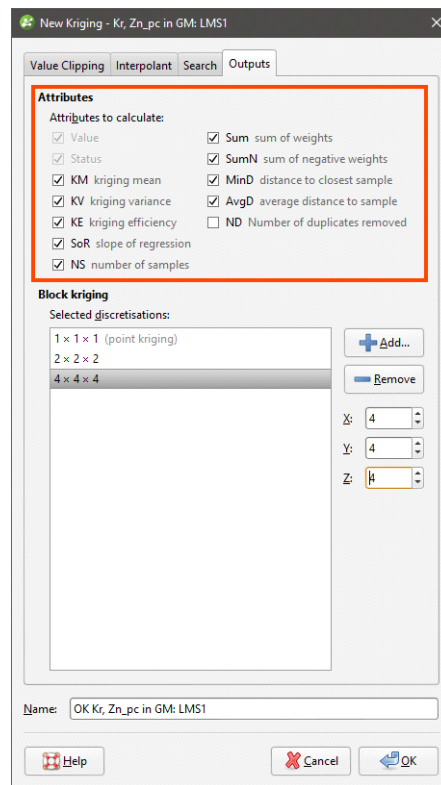 New Kriging - Kr, Zn_pc in GM: LMS1
Value Clipping Interpolant Search Outputs
Attributes
Attributes to calculate:
Value
Status
KM kriging mean
KV kriging variance
KE kriging efficiency
SoR slope of regression
NS number of samples
Sum sum of weights
SumN sum of negative weights
MinD distance to closest sample
AvgD average distance to sample
ND Number of duplicates removed
Block kriging
Selected discretisations:
1 × 1 × 1 (point kriging)
2 × 2 × 2
4 × 4 × 4
Add...
Remove
X: 4
Y: 4
Z: 4
Name: OK Kr, Zn_pc in GM: LMS1
Help Cancel OK